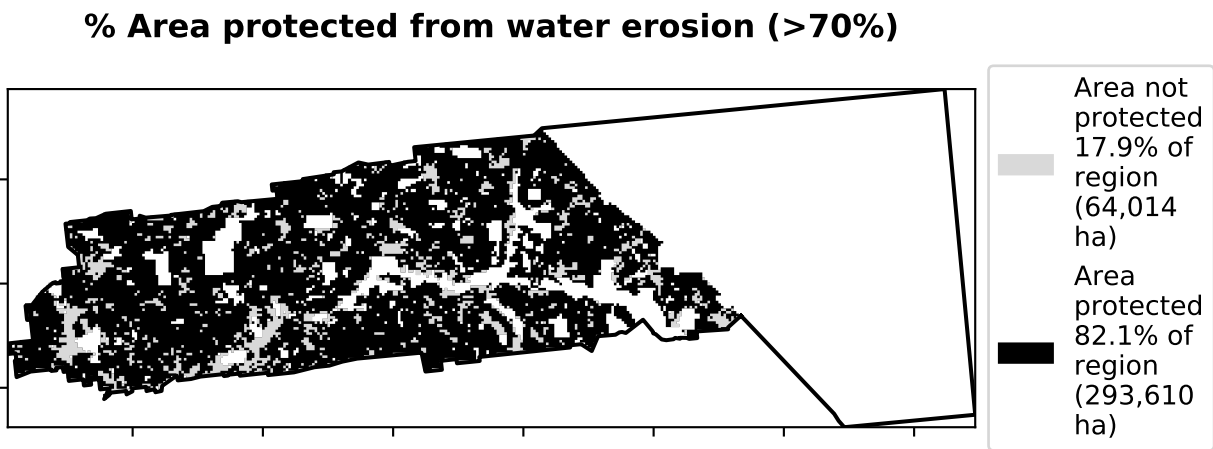 % Area protected from water erosion (>70%)
Area not
protected
17.9% of
region
(64,014
ha)
Area
protected
82.1% of
region
(293,610
ha)